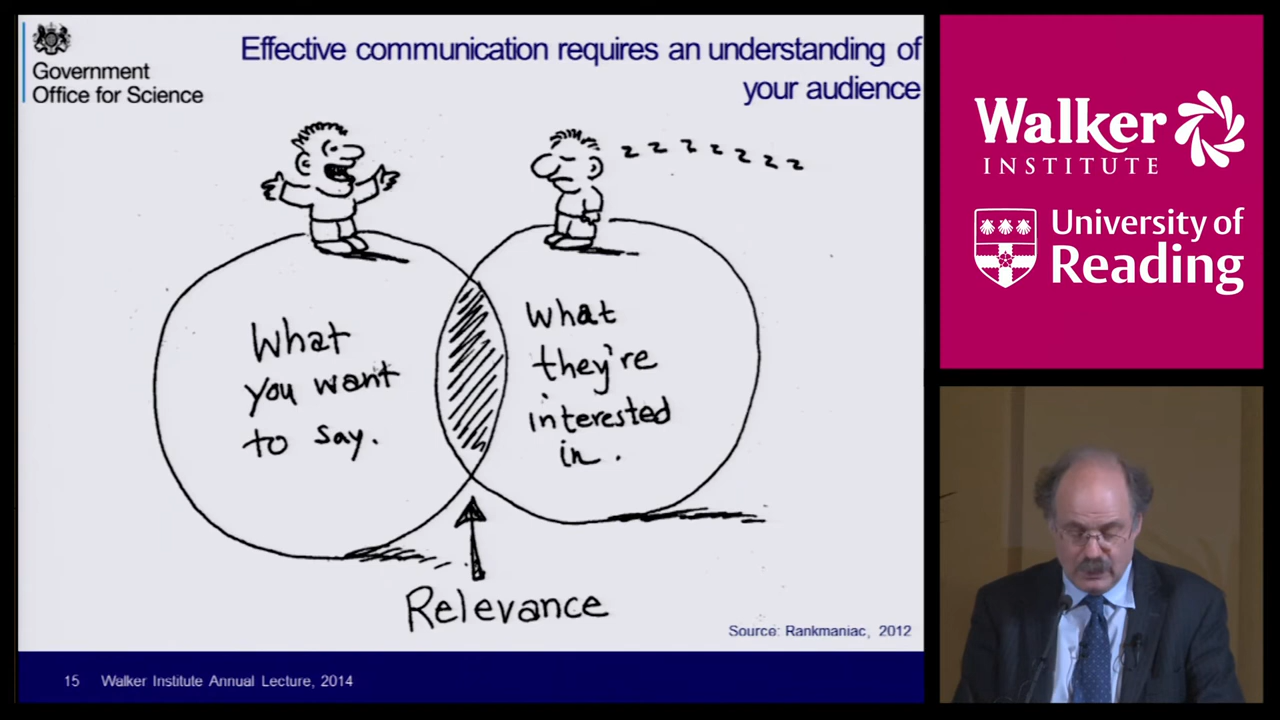 Government
Office for Science
Effective communication requires an understanding of
your audience
z z z z z z z
What
you want
to say.
What
they're
interested
in.
Relevance
Source: Rankmaniac, 2012
15 Walker Institute Annual Lecture, 2014
Walker
INSTITUTE
University of
Reading